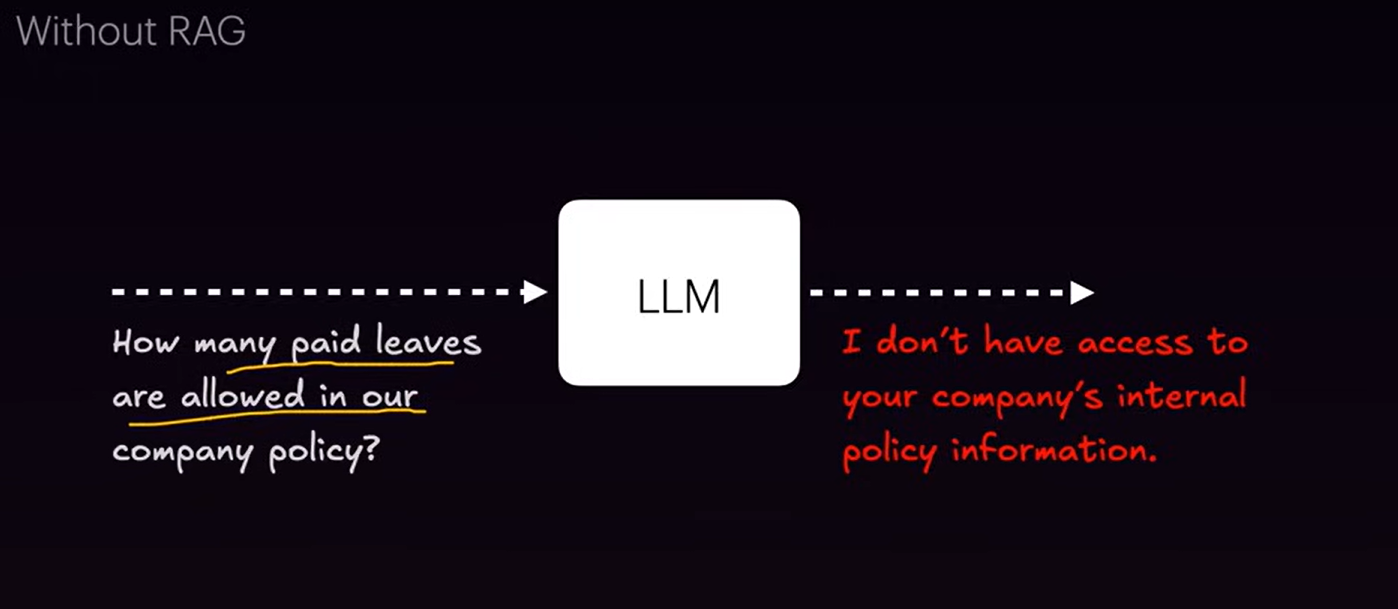 Without RAG
How many paid leaves
are allowed in our
company policy?
LLM
I don't have access to
your company's internal
policy information.